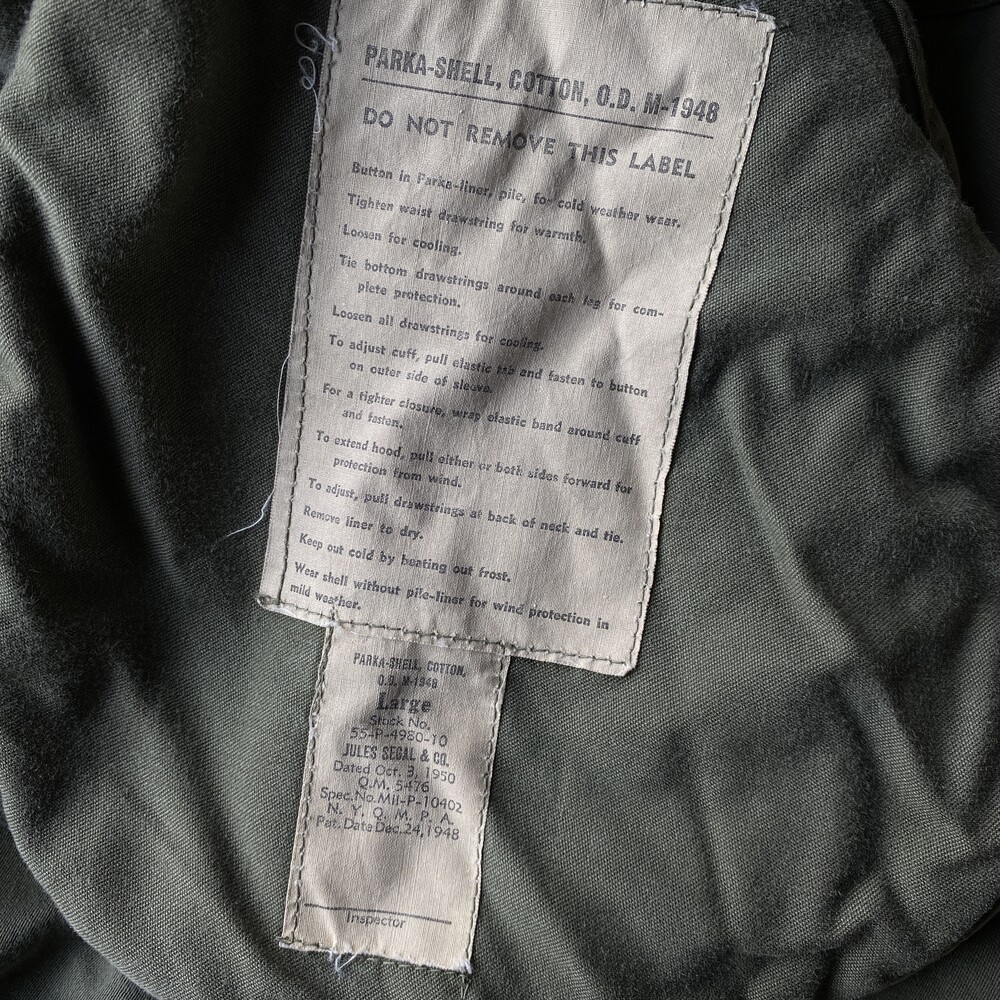 PARKA-SHELL, COTTON, O.D. M-1948
DO NOT REMOVE THIS LABEL
Button in Parka-liner, pile, for cold weather wear.
Tighten waist drawstring for warmth.
Loosen for cooling.
Tie bottom drawstrings around each leg for com-
plete protection.
Loosen all drawstrings for cooling.
To adjust cuff, pull elastic tab and fasten to button
on outer side of sleeve.
For a tighter closure, wrap elastic band around cuff
and fasten.
To extend hood, pull either or both sides forward for
protection from wind.
To adjust, pull drawstrings at back of neck and tie.
Remove liner to dry.
Keep out cold by beating out frost.
Wear shell without pile-liner for wind protection in
mild weather.
PARKA-SHELL, COTTON,
O.D. M-1948
Large
Stock No.
55-P-4980-10
JULES SEGAL & CO.
Dated Oct. 3, 1950
Q.M. 5476
Spec.No.Mil-P-10402
N. Y. Q. M. P. A.
Pat. Date Dec.24,1948
Inspector